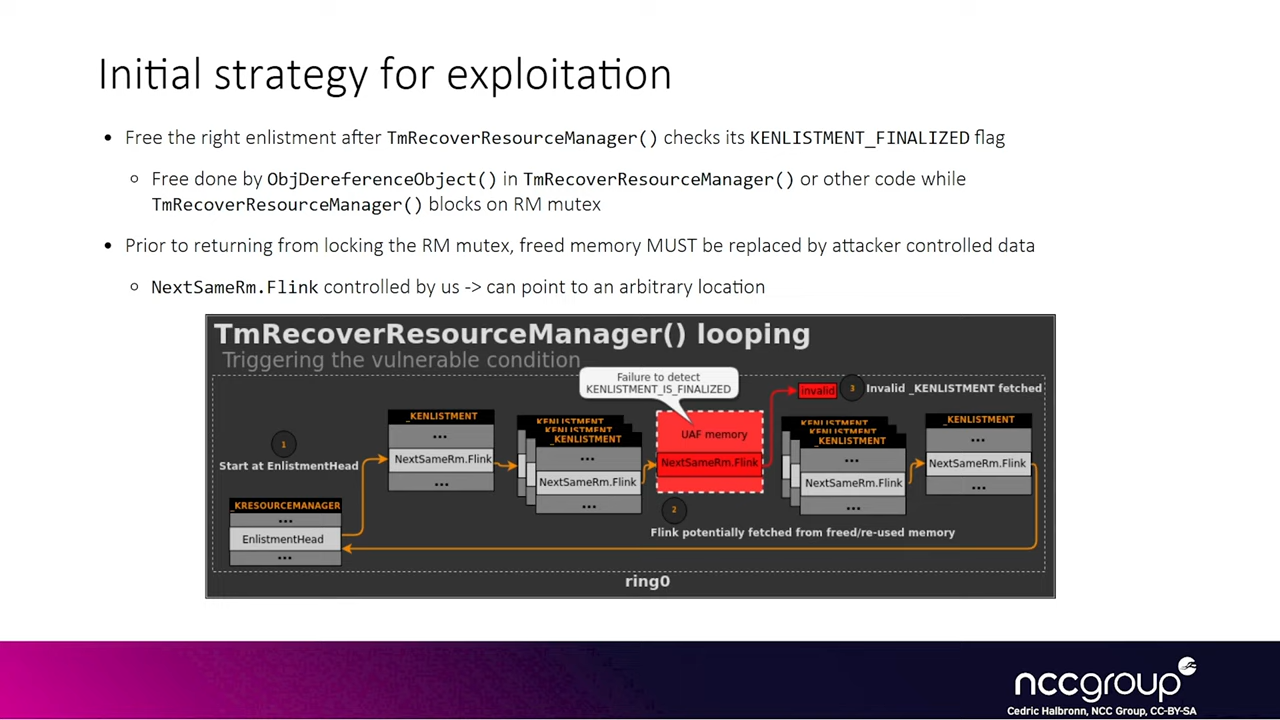 Initial strategy for exploitation
• Free the right enlistment after TmRecoverResourceManager() checks its KENLISTMENT_FINALIZED flag
○ Free done by ObjDereferenceObject() in TmRecoverResourceManager() or other code while
TmRecoverResourceManager() blocks on RM mutex
• Prior to returning from locking the RM mutex, freed memory MUST be replaced by attacker controlled data
○ NextSameRm.Flink controlled by us -> can point to an arbitrary location
TmRecoverResourceManager() looping
Triggering the vulnerable condition
Failure to detect
KENLISTMENT_IS_FINALIZED
invalid
3
Invalid _KENLISTMENT fetched
1
Start at EnlistmentHead
_KRESOURCEMANAGER
...
EnlistmentHead
...
_KENLISTMENT
...
NextSameRm.Flink
...
_KENLISTMENT
_KENLISTMENT
_KENLISTMENT
...
NextSameRm.Flink
...
UAF memory
NextSameRm.Flink
2
Flink potentially fetched from freed/re-used memory
_KENLISTMENT
_KENLISTMENT
_KENLISTMENT
...
NextSameRm.Flink
...
_KENLISTMENT
...
NextSameRm.Flink
...
ring0
nccgroup
Cedric Halbronn, NCC Group, CC-BY-SA